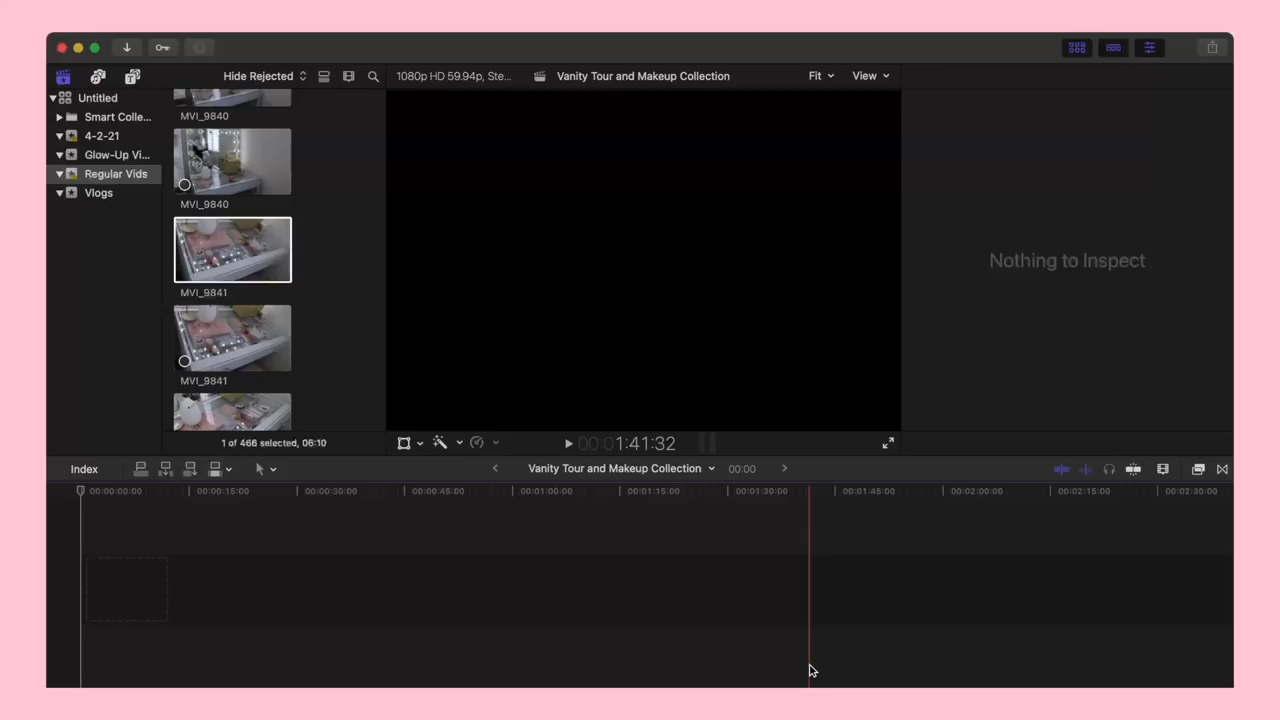 Hide Rejected
1080p HD 59.94p, Ste...
Vanity Tour and Makeup Collection
Fit
View
Untitled
Smart Colle...
4-2-21
Glow-Up Vi...
Regular Vids
Vlogs
MVI_9840
MVI_9840
MVI_9841
MVI_9841
1 of 466 selected, 06:10
Nothing to Inspect
00:01:41:32
Index
Vanity Tour and Makeup Collection
00:00
00:00:00:00
00:00:15:00
00:00:30:00
00:00:45:00
00:01:00:00
00:01:15:00
00:01:30:00
00:01:45:00
00:02:00:00
00:02:15:00
00:02:30:00